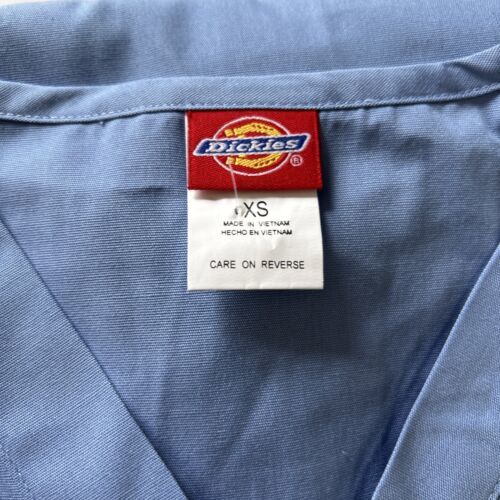 Dickies
®
XS
MADE IN VIETNAM
HECHO EN VIETNAM
CARE ON REVERSE